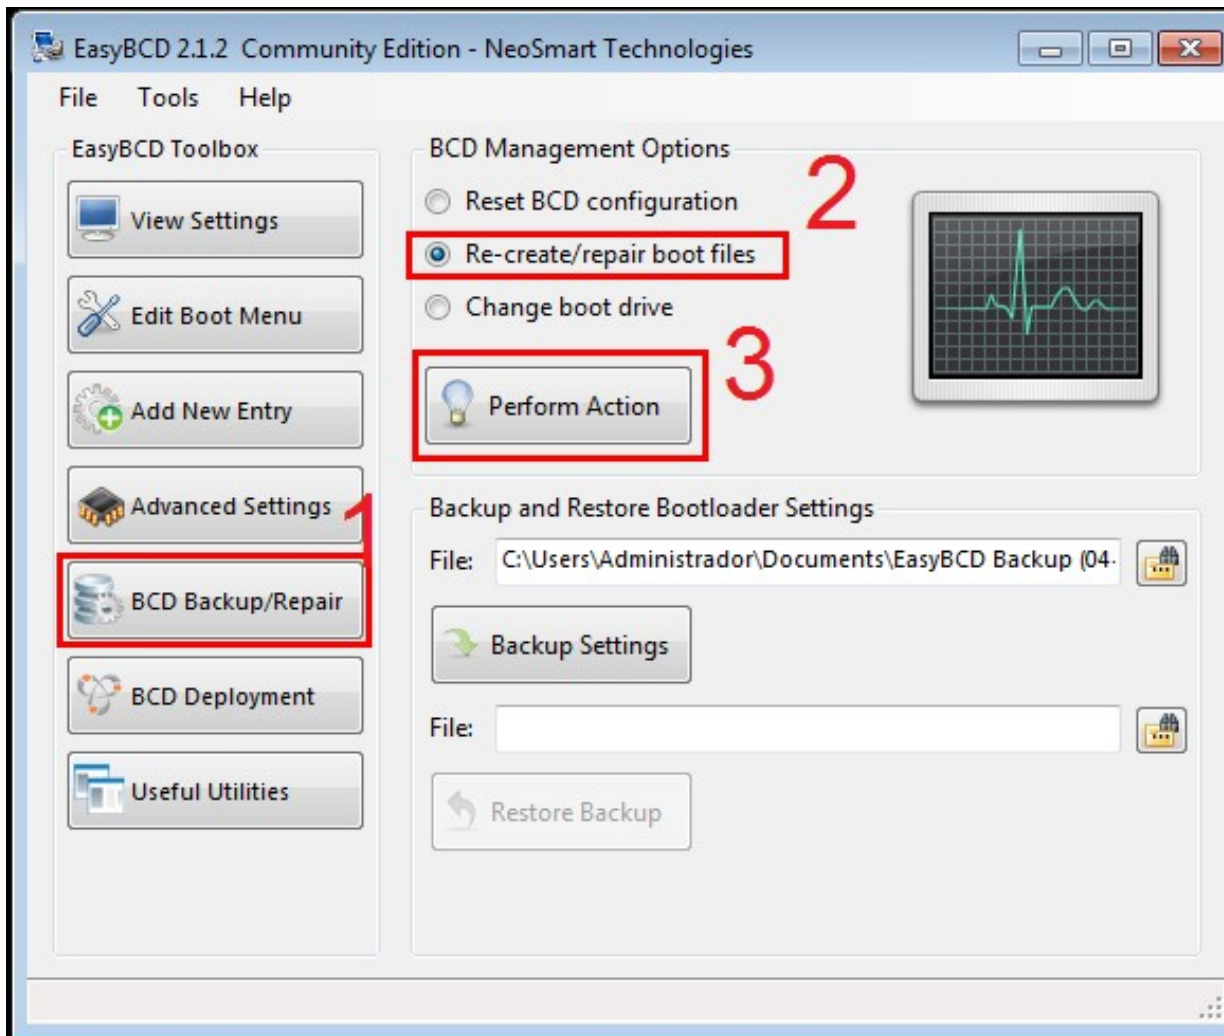 EasyBCD 2.1.2 Community Edition - NeoSmart Technologies
File Tools Help
EasyBCD Toolbox
View Settings
Edit Boot Menu
Add New Entry
Advanced Settings
1
BCD Backup/Repair
BCD Deployment
Useful Utilities
BCD Management Options
Reset BCD configuration
2
Re-create/repair boot files
Change boot drive
Perform Action
3
Backup and Restore Bootloader Settings
File: C:\Users\Administrador\Documents\EasyBCD Backup (04-
Backup Settings
File:
Restore Backup